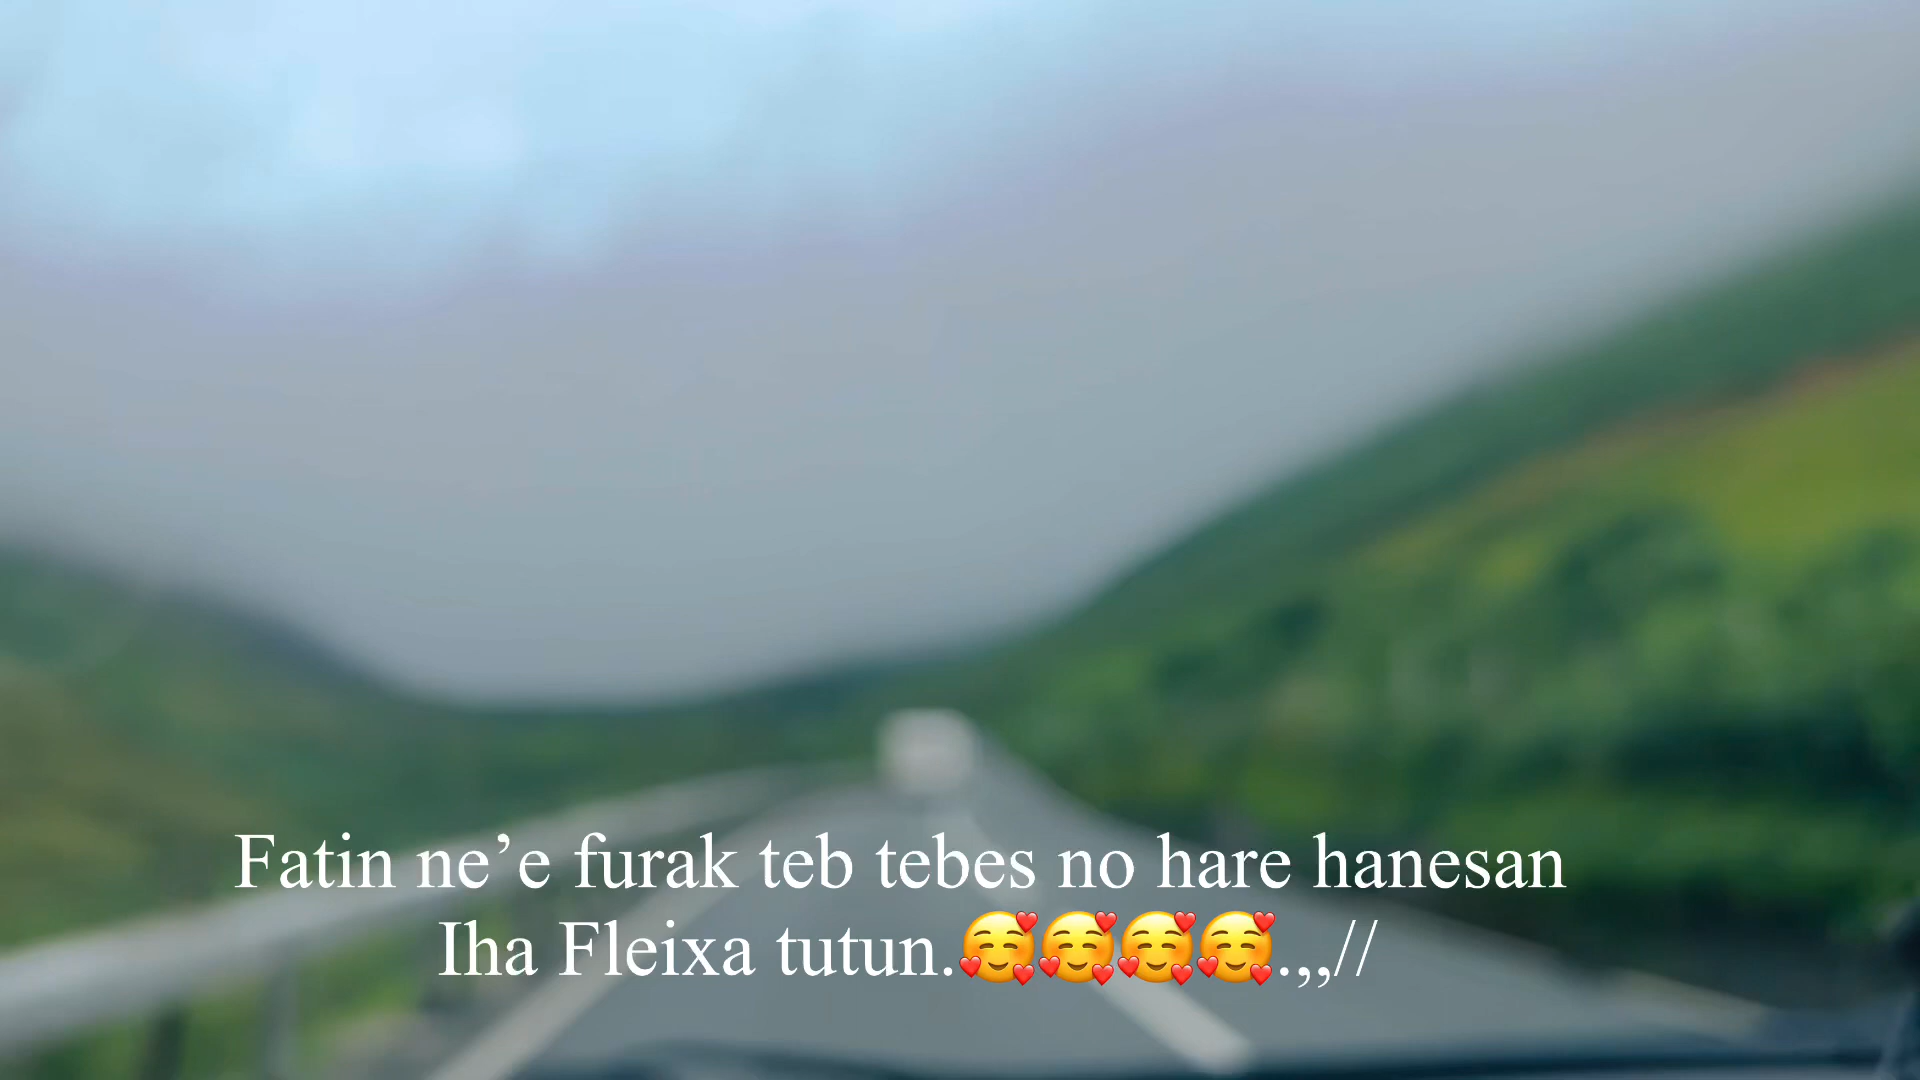 Fatin ne’e furak teb tebes no hare hanesan
Iha Fleixa tutun.🥰🥰🥰🥰.,,//